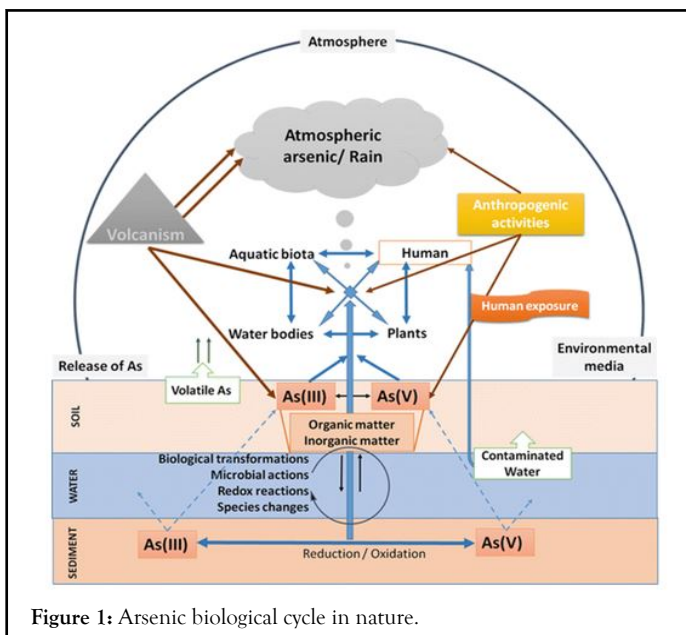 Atmosphere
Atmospheric
arsenic/ Rain
Volcanism
Anthropogenic
activities
Aquatic biota
Human
Human exposure
Water bodies
Plants
Release of As
Environmental
media
Volatile As
SOIL
As(III)
As(V)
Organic matter
Inorganic matter
Contaminated
Water
WATER
Biological transformations
Microbial actions
Redox reactions
Species changes
SEDIMENT
As(III)
As(V)
Reduction / Oxidation
Figure 1: Arsenic biological cycle in nature.